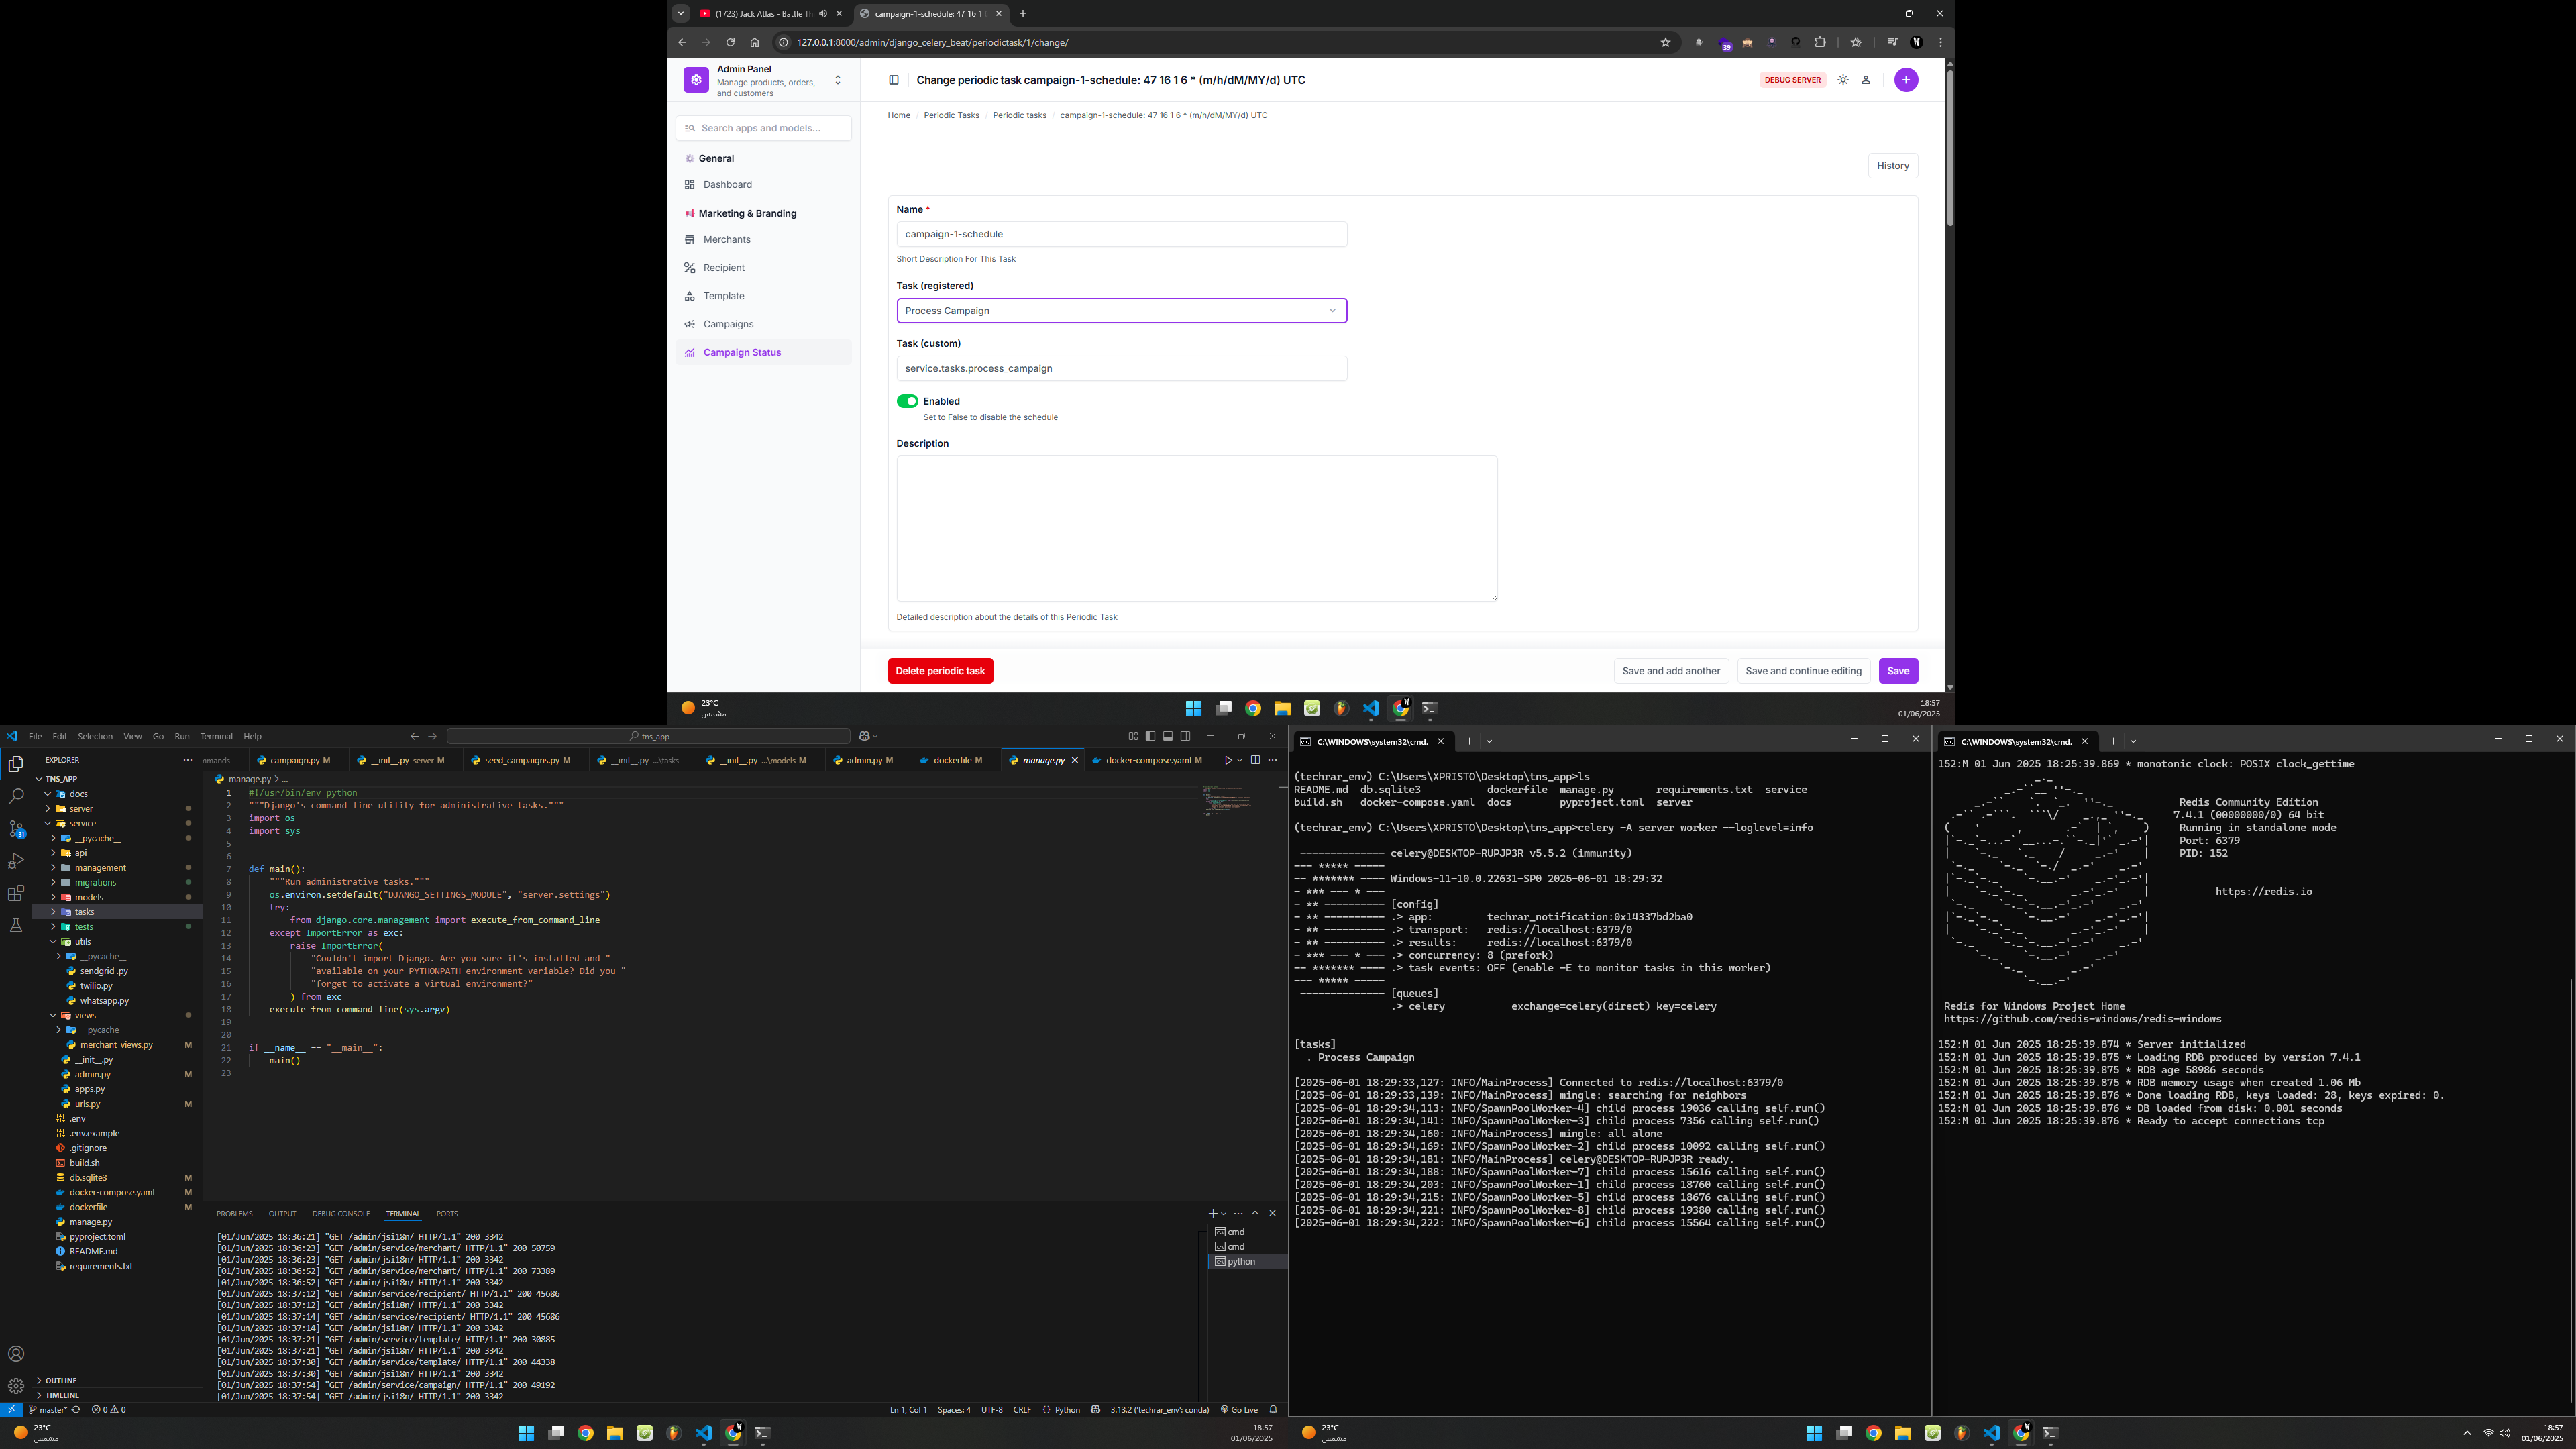 (1723) Jack Atlas - Battle Th
campaign-1-schedule: 47 16 1 6
127.0.0.1:8000/admin/django_celery_beat/periodictask/1/change/
39
Admin Panel
Manage products, orders,
and customers
Search apps and models...
General
Dashboard
Marketing & Branding
Merchants
Recipient
Template
Campaigns
Campaign Status
Change periodic task campaign-1-schedule: 47 16 1 6 * (m/h/dM/MY/d) UTC
DEBUG SERVER
Home / Periodic Tasks / Periodic tasks / campaign-1-schedule: 47 16 1 6 * (m/h/dM/MY/d) UTC
History
Name *
campaign-1-schedule
Short Description For This Task
Task (registered)
Process Campaign
Task (custom)
service.tasks.process_campaign
Enabled
Set to False to disable the schedule
Description
Detailed description about the details of this Periodic Task
Delete periodic task
Save and add another
Save and continue editing
Save
23°C
مشمس
18:57
01/06/2025
File Edit Selection View Go Run Terminal Help
tns_app
EXPLORER
TNS_APP
docs
server
service
__pycache__
api
management
migrations
models
tasks
tests
utils
__pycache__
sendgrid .py
twilio.py
whatsapp.py
views
__pycache__
merchant_views.py M
__init__.py
admin.py M
apps.py
urls.py M
.env
.env.example
.gitignore
build.sh
db.sqlite3 M
docker-compose.yaml M
dockerfile M
manage.py
pyproject.toml
README.md
requirements.txt
OUTLINE
TIMELINE
mmands campaign.py M __init__.py server M seed_campaigns.py M __init__.py ...\tasks __init__.py ...\models M admin.py M dockerfile M manage.py docker-compose.yaml M
manage.py > ...
1 #!/usr/bin/env python
2 """Django's command-line utility for administrative tasks."""
3 import os
4 import sys
5
6
7 def main():
8 """Run administrative tasks."""
9 os.environ.setdefault("DJANGO_SETTINGS_MODULE", "server.settings")
10 try:
11 from django.core.management import execute_from_command_line
12 except ImportError as exc:
13 raise ImportError(
14 "Couldn't import Django. Are you sure it's installed and "
15 "available on your PYTHONPATH environment variable? Did you "
16 "forget to activate a virtual environment?"
17 ) from exc
18 execute_from_command_line(sys.argv)
19
20
21 if __name__ == "__main__":
22 main()
23
PROBLEMS OUTPUT DEBUG CONSOLE TERMINAL PORTS
[01/Jun/2025 18:36:21] "GET /admin/jsi18n/ HTTP/1.1" 200 3342
[01/Jun/2025 18:36:23] "GET /admin/service/merchant/ HTTP/1.1" 200 50759
[01/Jun/2025 18:36:23] "GET /admin/jsi18n/ HTTP/1.1" 200 3342
[01/Jun/2025 18:36:52] "GET /admin/service/merchant/ HTTP/1.1" 200 73389
[01/Jun/2025 18:36:52] "GET /admin/jsi18n/ HTTP/1.1" 200 3342
[01/Jun/2025 18:37:12] "GET /admin/service/recipient/ HTTP/1.1" 200 45686
[01/Jun/2025 18:37:12] "GET /admin/jsi18n/ HTTP/1.1" 200 3342
[01/Jun/2025 18:37:14] "GET /admin/service/recipient/ HTTP/1.1" 200 45686
[01/Jun/2025 18:37:14] "GET /admin/jsi18n/ HTTP/1.1" 200 3342
[01/Jun/2025 18:37:21] "GET /admin/service/template/ HTTP/1.1" 200 30885
[01/Jun/2025 18:37:21] "GET /admin/jsi18n/ HTTP/1.1" 200 3342
[01/Jun/2025 18:37:30] "GET /admin/service/template/ HTTP/1.1" 200 44338
[01/Jun/2025 18:37:30] "GET /admin/jsi18n/ HTTP/1.1" 200 3342
[01/Jun/2025 18:37:54] "GET /admin/service/campaign/ HTTP/1.1" 200 49192
[01/Jun/2025 18:37:54] "GET /admin/jsi18n/ HTTP/1.1" 200 3342
cmd
cmd
python
31
master* 0 0
Ln 1, Col 1 Spaces: 4 UTF-8 CRLF {} Python 3.13.2 ('techrar_env': conda) Go Live
23°C
مشمس
18:57
01/06/2025
C:\WINDOWS\system32\cmd.
(techrar_env) C:\Users\XPRISTO\Desktop\tns_app>ls
README.md db.sqlite3 dockerfile manage.py requirements.txt service
build.sh docker-compose.yaml docs pyproject.toml server
(techrar_env) C:\Users\XPRISTO\Desktop\tns_app>celery -A server worker --loglevel=info
-------------- celery@DESKTOP-RUPJP3R v5.5.2 (immunity)
--- ***** -----
-- ******* ---- Windows-11-10.0.22631-SP0 2025-06-01 18:29:32
- *** --- * ---
- ** ---------- [config]
- ** ---------- .> app: techrar_notification:0x14337bd2ba0
- ** ---------- .> transport: redis://localhost:6379/0
- ** ---------- .> results: redis://localhost:6379/0
- *** --- * --- .> concurrency: 8 (prefork)
-- ******* ---- .> task events: OFF (enable -E to monitor tasks in this worker)
--- ***** -----
-------------- [queues]
.> celery exchange=celery(direct) key=celery
[tasks]
. Process Campaign
[2025-06-01 18:29:33,127: INFO/MainProcess] Connected to redis://localhost:6379/0
[2025-06-01 18:29:33,139: INFO/MainProcess] mingle: searching for neighbors
[2025-06-01 18:29:34,113: INFO/SpawnPoolWorker-4] child process 19036 calling self.run()
[2025-06-01 18:29:34,141: INFO/SpawnPoolWorker-3] child process 7356 calling self.run()
[2025-06-01 18:29:34,160: INFO/MainProcess] mingle: all alone
[2025-06-01 18:29:34,169: INFO/SpawnPoolWorker-2] child process 10092 calling self.run()
[2025-06-01 18:29:34,181: INFO/MainProcess] celery@DESKTOP-RUPJP3R ready.
[2025-06-01 18:29:34,188: INFO/SpawnPoolWorker-7] child process 15616 calling self.run()
[2025-06-01 18:29:34,203: INFO/SpawnPoolWorker-1] child process 18760 calling self.run()
[2025-06-01 18:29:34,215: INFO/SpawnPoolWorker-5] child process 18676 calling self.run()
[2025-06-01 18:29:34,221: INFO/SpawnPoolWorker-8] child process 19380 calling self.run()
[2025-06-01 18:29:34,222: INFO/SpawnPoolWorker-6] child process 15564 calling self.run()
C:\WINDOWS\system32\cmd.
152:M 01 Jun 2025 18:25:39.869 * monotonic clock: POSIX clock_gettime
Redis Community Edition
7.4.1 (00000000/0) 64 bit
Running in standalone mode
Port: 6379
PID: 152
https://redis.io
Redis for Windows Project Home
https://github.com/redis-windows/redis-windows
152:M 01 Jun 2025 18:25:39.874 * Server initialized
152:M 01 Jun 2025 18:25:39.875 * Loading RDB produced by version 7.4.1
152:M 01 Jun 2025 18:25:39.875 * RDB age 58986 seconds
152:M 01 Jun 2025 18:25:39.875 * RDB memory usage when created 1.06 Mb
152:M 01 Jun 2025 18:25:39.876 * Done loading RDB, keys loaded: 28, keys expired: 0.
152:M 01 Jun 2025 18:25:39.876 * DB loaded from disk: 0.001 seconds
152:M 01 Jun 2025 18:25:39.876 * Ready to accept connections tcp
23°C
مشمس
18:57
01/06/2025